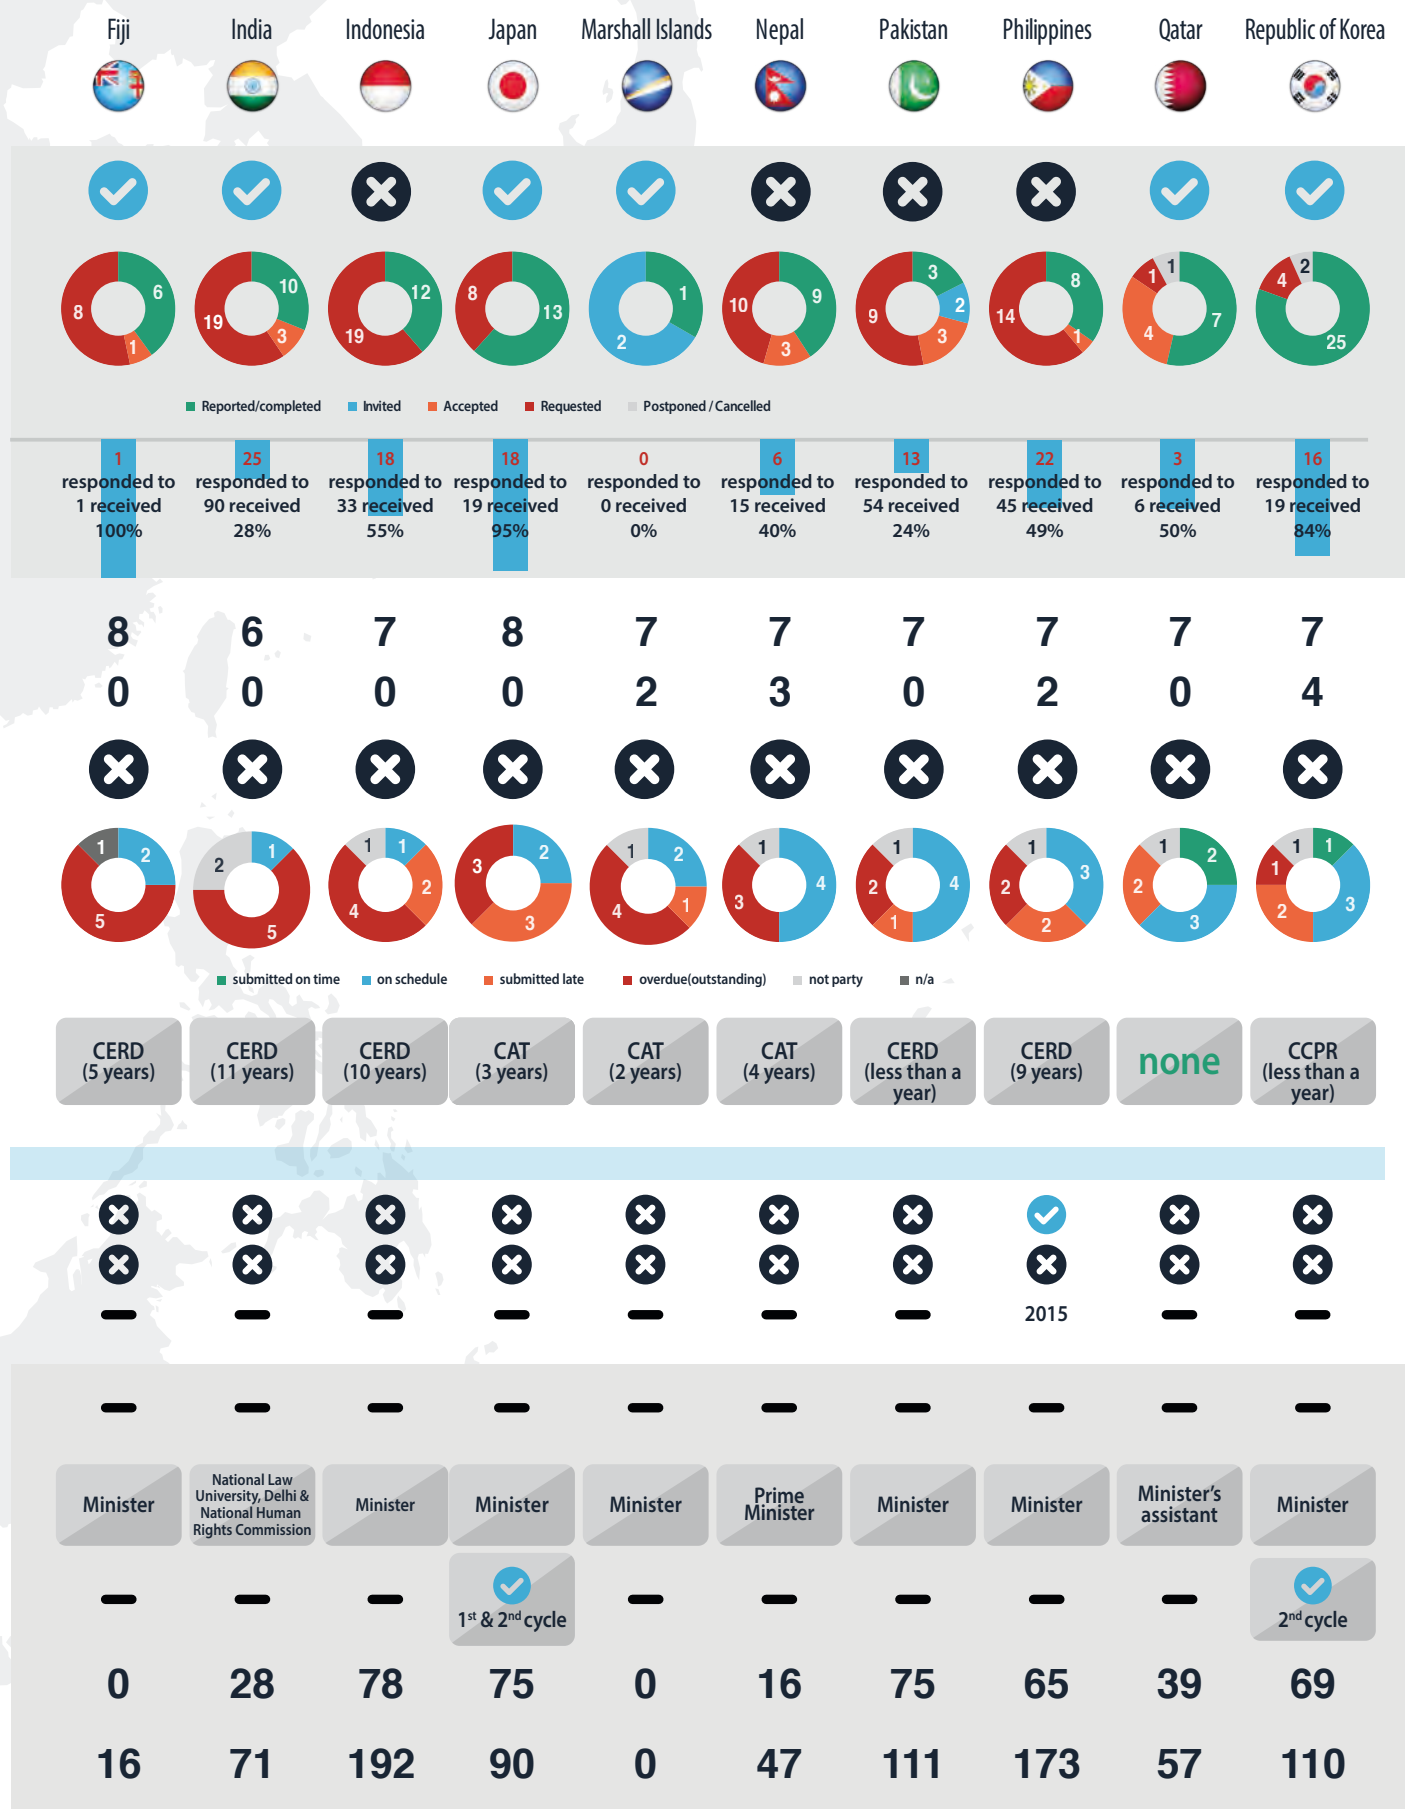 Fiji India Indonesia Japan Marshall Islands Nepal Pakistan Philippines Qatar Republic of Korea
6 1 8
10 3 19
12 19
13 8
1 2
9 3 10
3 2 3 9
8 1 14
7 4 1 1
25 4 2
Reported/completed Invited Accepted Requested Postponed / Cancelled
1 25 18 18 0 6 13 22 3 16
responded to responded to responded to responded to responded to responded to responded to responded to responded to responded to
1 received 90 received 33 received 19 received 0 received 15 received 54 received 45 received 6 received 19 received
100% 28% 55% 95% 0% 40% 24% 49% 50% 84%
8 6 7 8 7 7 7 7 7 7
0 0 0 0 2 3 0 2 0 4
1 2 5
2 1 5
1 1 2 4
3 2 3
1 2 1 4
1 4 3
1 4 1 2
1 3 2 2
1 2 3 2
1 1 3 2 1
submitted on time on schedule submitted late overdue(outstanding) not party n/a
CERD CERD CERD CAT CAT CAT CERD CERD none CCPR
(5 years) (11 years) (10 years) (3 years) (2 years) (4 years) (less than a (9 years) (less than a
year) year)
2015
Minister
National Law
University, Delhi &
National Human
Rights Commission
Minister
Minister
Minister
Prime
Minister
Minister
Minister
Minister's
assistant
Minister
1st & 2nd cycle
2nd cycle
0 28 78 75 0 16 75 65 39 69
16 71 192 90 0 47 111 173 57 110